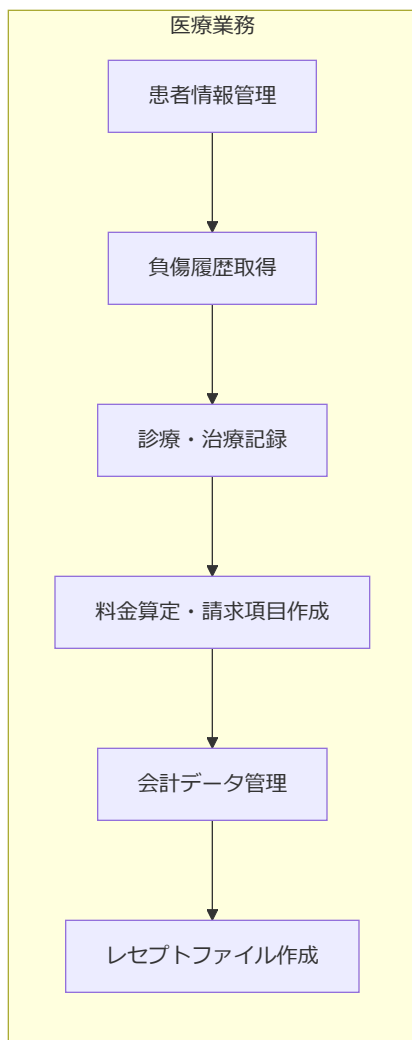 医療業務
患者情報管理
負傷履歴取得
診療・治療記録
料金算定・請求項目作成
会計データ管理
レセプトファイル作成